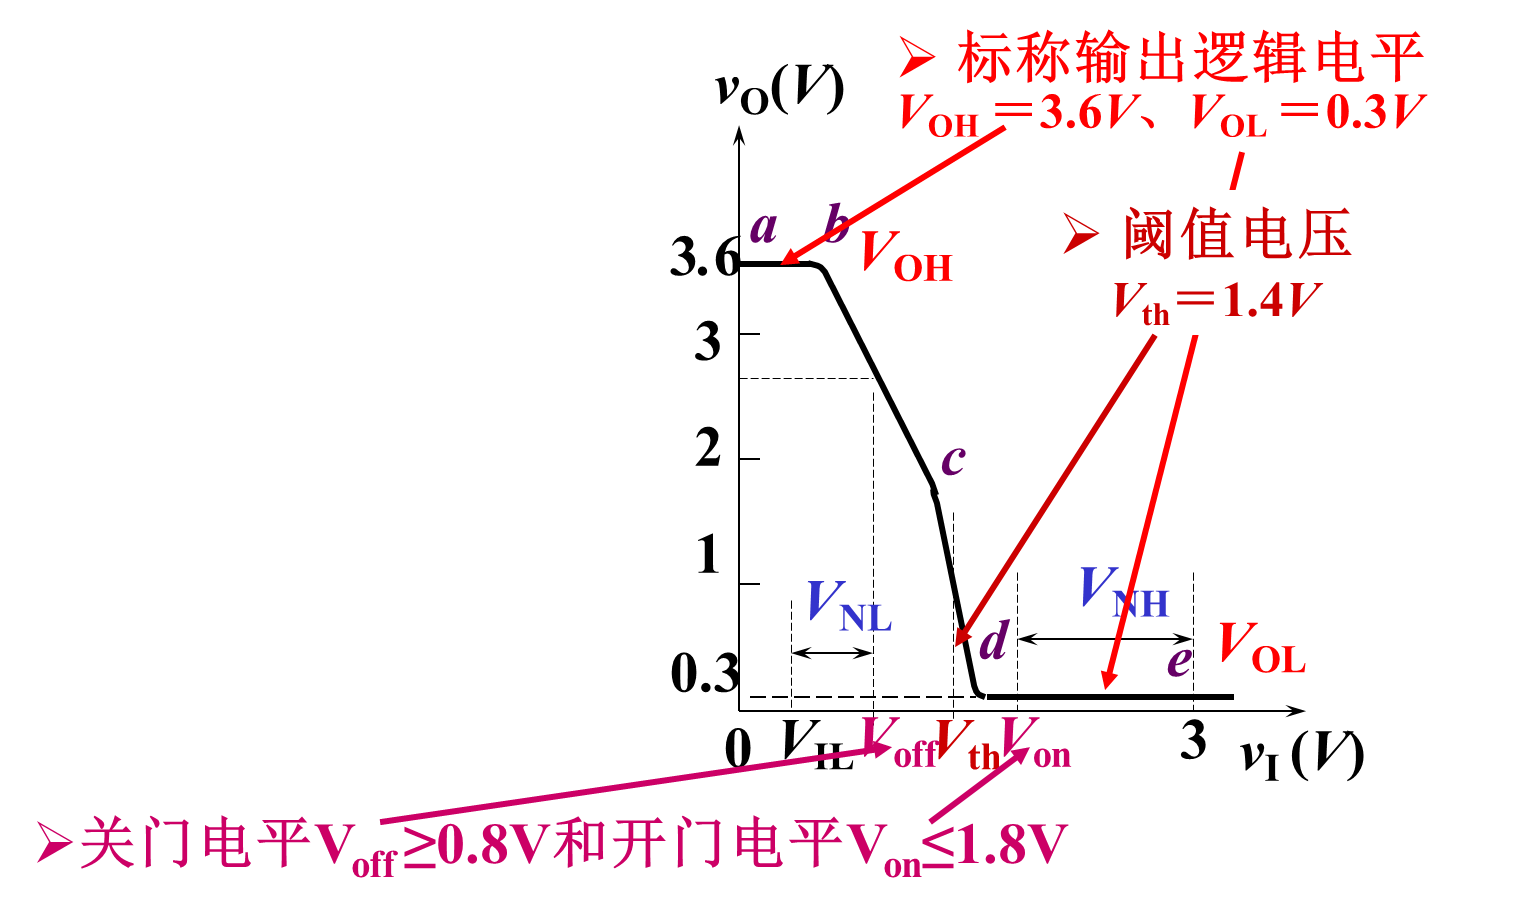 ➢ 标称输出逻辑电平
VOH＝3.6V、VOL＝0.3V
vO(V)
➢ 阈值电压
Vth＝1.4V
a b
VOH
3.6
3
2
1
0.3
c
VNL
VNH
d
e
VOL
0 VIL Voff Vth Von 3 vI (V)
➢关门电平Voff≥0.8V和开门电平Von≤1.8V